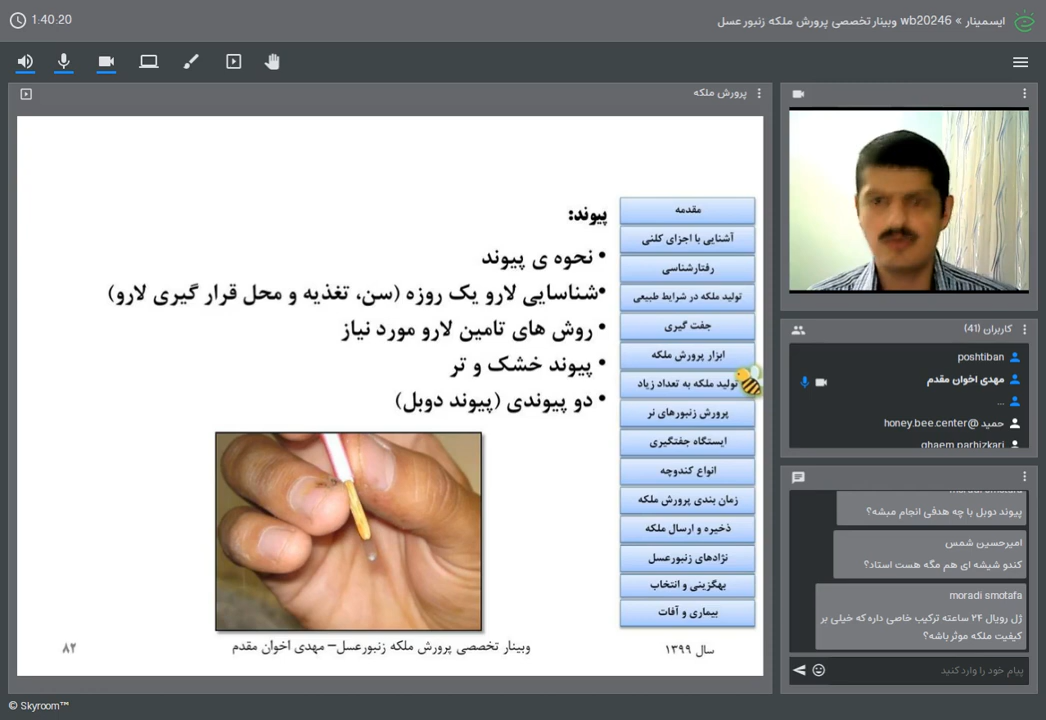 1:40:20
ایسمینار » wb20246 وبینار تخصصی پرورش ملکه زنبور عسل
پرورش ملکه
پیوند:
• نحوه ی پیوند
•شناسایی لارو یک روزه (سن، تغذیه و محل قرار گیری لارو)
• روش های تامین لارو مورد نیاز
• پیوند خشک و تر
• دو پیوندی (پیوند دوبل)
مقدمه
آشنایی با اجزای کلنی
رفتارشناسی
تولید ملکه در شرایط طبیعی
جفت گیری
ابزار پرورش ملکه
تولید ملکه به تعداد زیاد
پرورش زنبورهای نر
ایستگاه جفتگیری
انواع کندوچه
زمان بندی پرورش ملکه
ذخیره و ارسال ملکه
نژادهای زنبورعسل
بهگزینی و انتخاب
بیماری و آفات
سال ۱۳۹۹
وبینار تخصصی پرورش ملکه زنبورعسل– مهدی اخوان مقدم
۸۲
کاربران (41)
poshtiban
مهدی اخوان مقدم
...
حمید @honey.bee.center
ghaem parhizkari
moradi smotafa
پیوند دوبل با چه هدفی انجام میشه؟
امیرحسین شمس
کندو شیشه ای هم مگه هست استاد؟
moradi smotafa
ژل رویال ۲۴ ساعته ترکیب خاصی داره که خیلی بر
کیفیت ملکه موثر باشه؟
پیام خود را وارد کنید
© Skyroom™